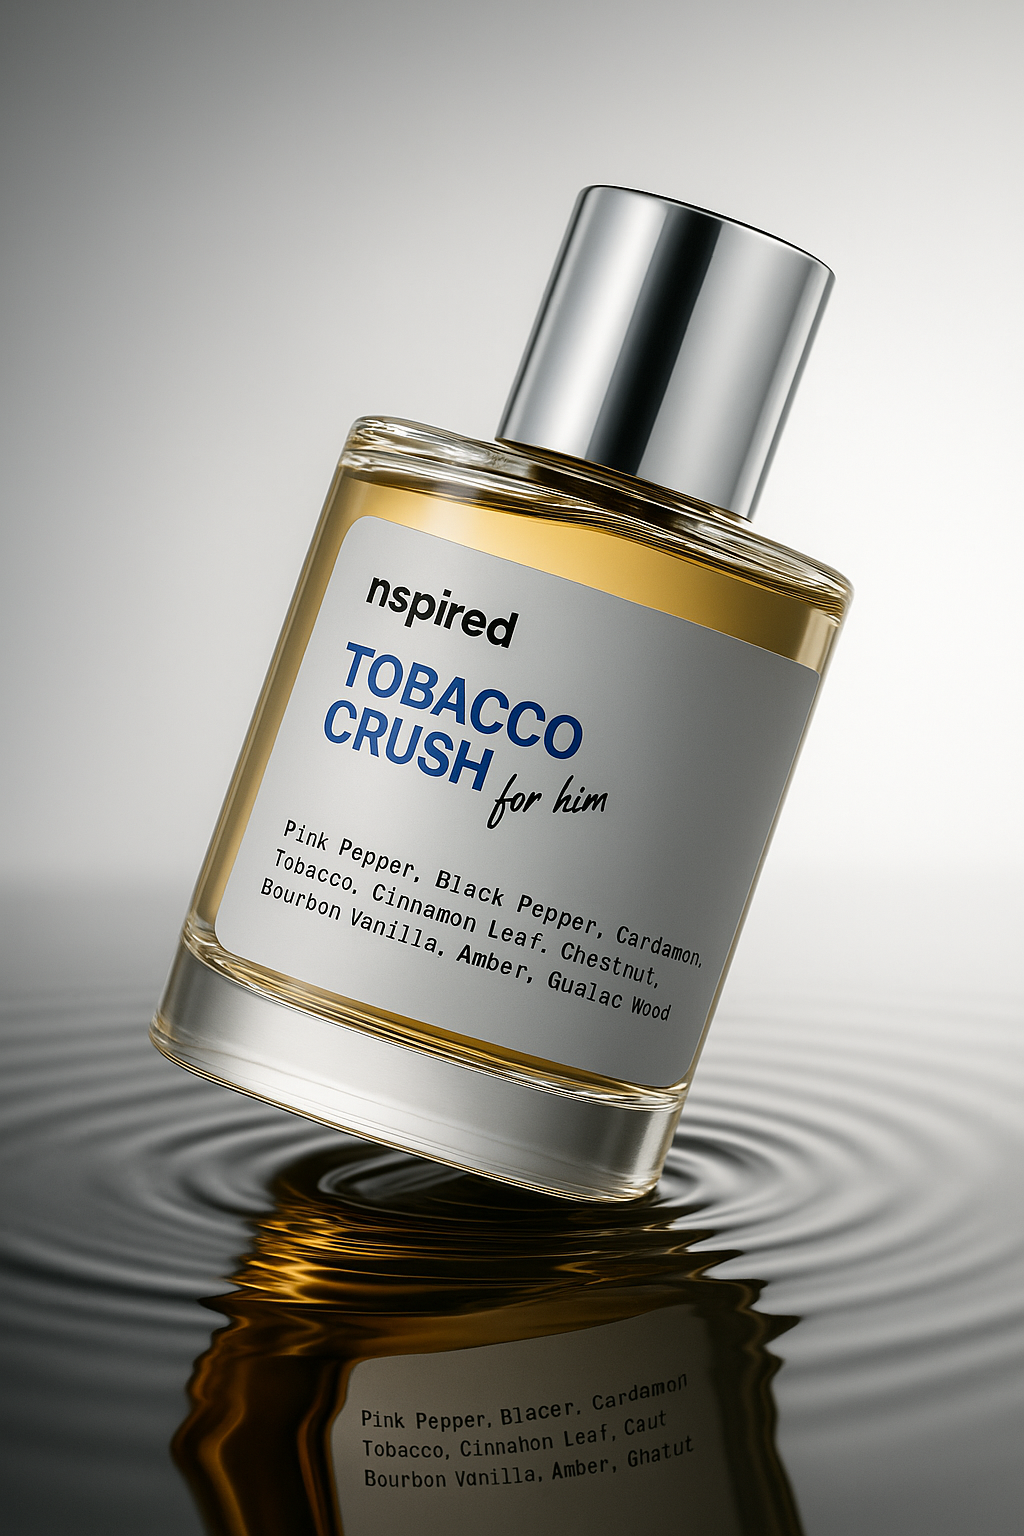 nspired
TOBACCO
CRUSH for him
Pink Pepper, Black Pepper, Cardamon,
Tobacco, Cinnamon Leaf. Chestnut,
Bourbon Vanilla. Amber, Gualac Wood
Pink Pepper, Blacer. Cardamon
Tobacco, Cinnahon Leaf, Caut
Bourbon Vanilla, Amber, Ghatut